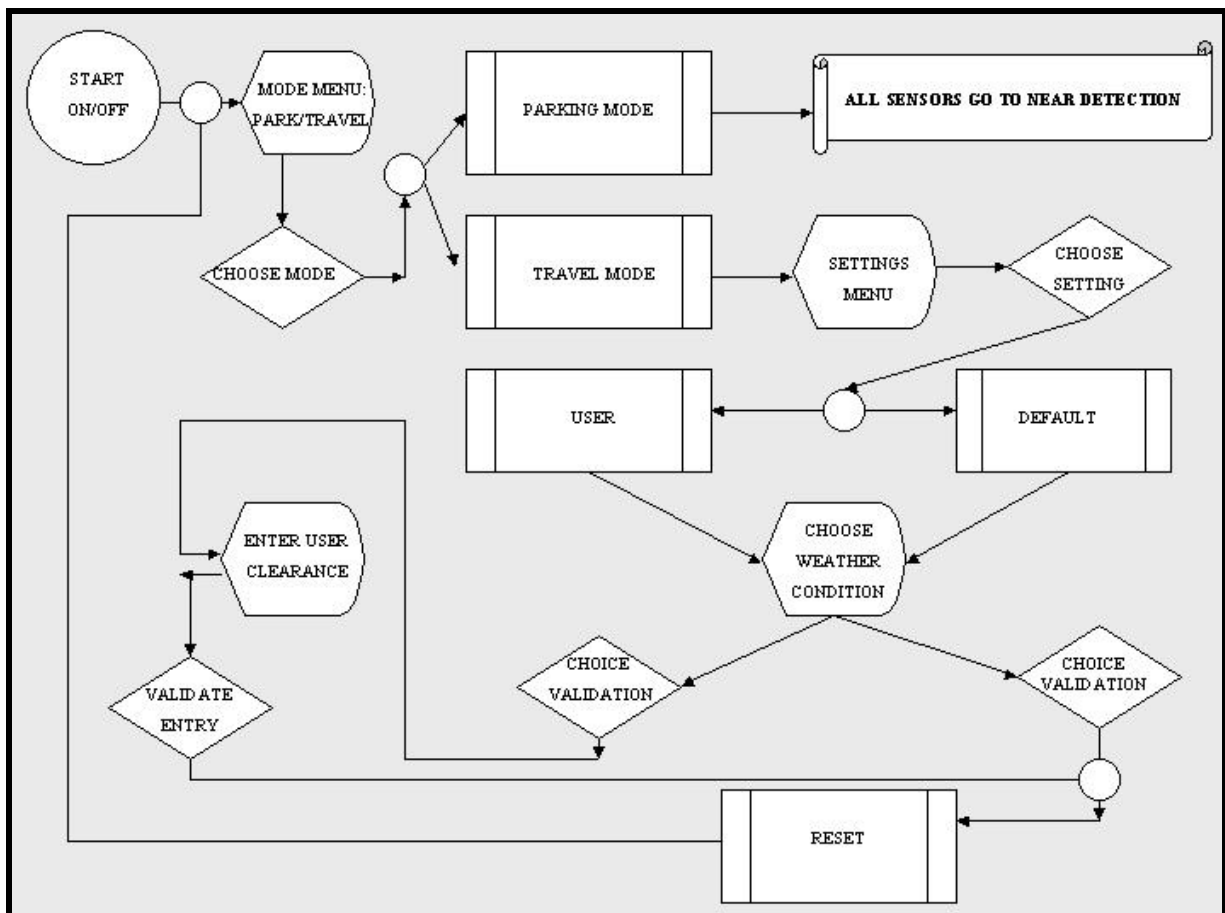 START
ON/OFF
MODE MENU:
PARK/TRAVEL
PARKING MODE
ALL SENSORS GO TO NEAR DETECTION
CHOOSE MODE
TRAVEL MODE
SETTINGS
MENU
CHOOSE
SETTING
USER
DEFAULT
ENTER USER
CLEARANCE
CHOOSE
WEATHER
CONDITION
VALIDATE
ENTRY
CHOICE
VALIDATION
CHOICE
VALIDATION
RESET